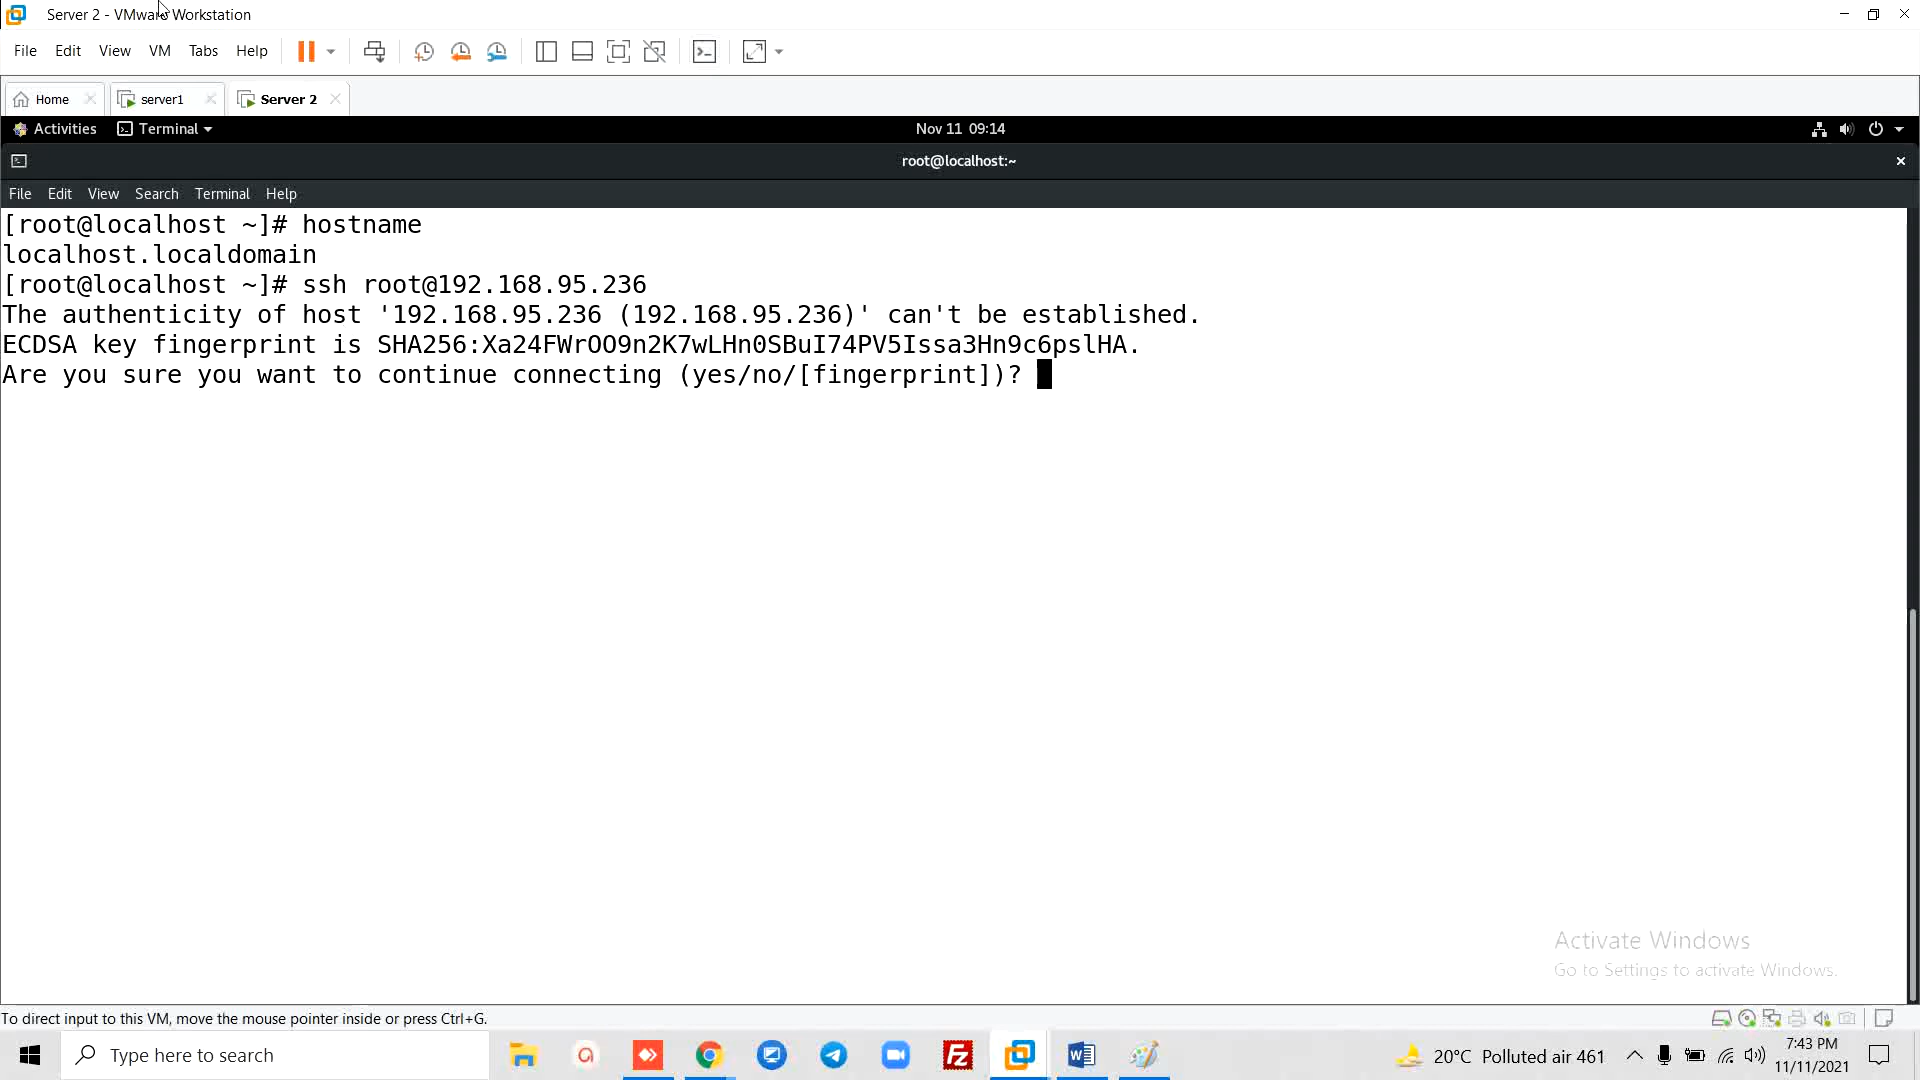 Server 2 - VMware Workstation
File Edit View VM Tabs Help
Home server1 Server 2
Activities Terminal Nov 11 09:14
root@localhost:~
File Edit View Search Terminal Help
[root@localhost ~]# hostname
localhost.localdomain
[root@localhost ~]# ssh root@192.168.95.236
The authenticity of host '192.168.95.236 (192.168.95.236)' can't be established.
ECDSA key fingerprint is SHA256:Xa24FWrOO9n2K7wLHn0SBuI74PV5Issa3Hn9c6pslHA.
Are you sure you want to continue connecting (yes/no/[fingerprint])?
Activate Windows
Go to Settings to activate Windows.
To direct input to this VM, move the mouse pointer inside or press Ctrl+G.
Type here to search
20°C Polluted air 461
7:43 PM
11/11/2021